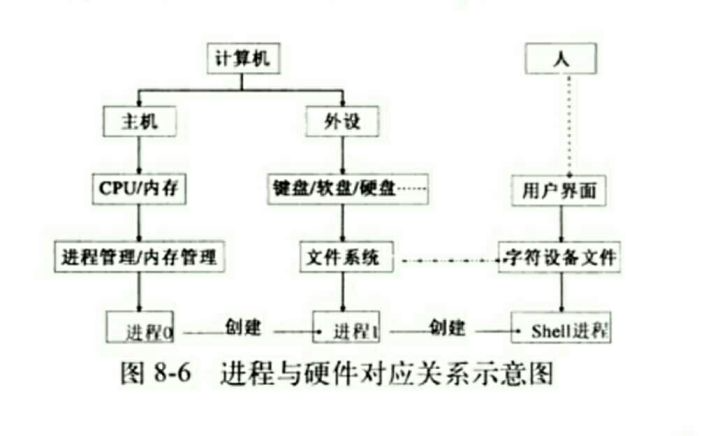 计算机
人
主机
外设
CPU/内存
键盘/软盘/硬盘……
用户界面
进程管理/内存管理
文件系统
字符设备文件
进程0
创建
进程1
创建
Shell进程
图 8-6 进程与硬件对应关系示意图